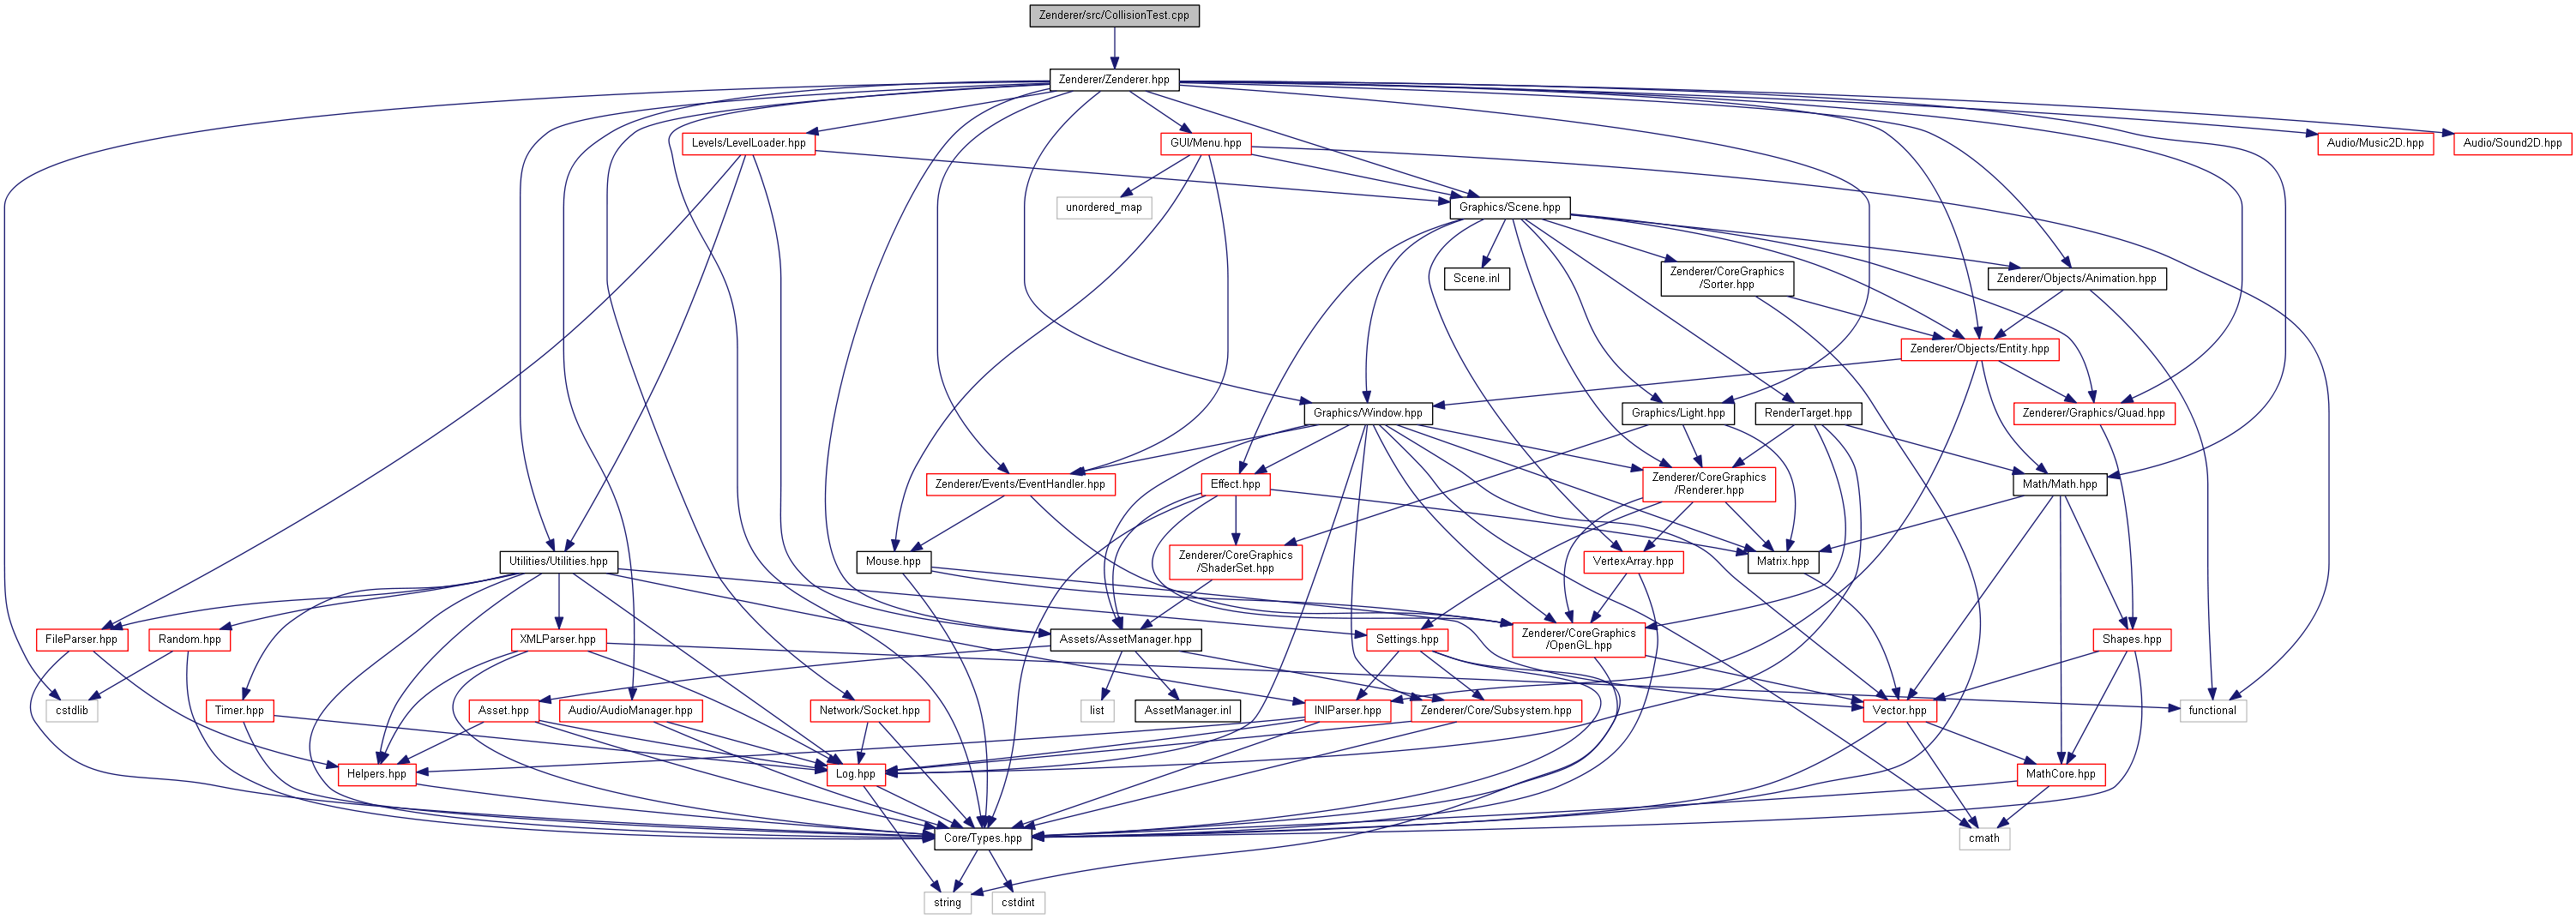 Zenderer/src/CollisionTest.cpp
Zenderer/Zenderer.hpp
Levels/LevelLoader.hpp
GUI/Menu.hpp
Audio/Music2D.hpp
Audio/Sound2D.hpp
unordered_map
Graphics/Scene.hpp
Scene.inl
Zenderer/CoreGraphics
/Sorter.hpp
Zenderer/Objects/Animation.hpp
Zenderer/Objects/Entity.hpp
Graphics/Window.hpp
Graphics/Light.hpp
RenderTarget.hpp
Zenderer/Graphics/Quad.hpp
Zenderer/Events/EventHandler.hpp
Effect.hpp
Zenderer/CoreGraphics
/Renderer.hpp
Math/Math.hpp
Utilities/Utilities.hpp
Mouse.hpp
Zenderer/CoreGraphics
/ShaderSet.hpp
VertexArray.hpp
Matrix.hpp
FileParser.hpp
Random.hpp
XMLParser.hpp
Assets/AssetManager.hpp
Settings.hpp
Zenderer/CoreGraphics
/OpenGL.hpp
Shapes.hpp
cstdlib
Timer.hpp
Asset.hpp
Audio/AudioManager.hpp
Network/Socket.hpp
list
AssetManager.inl
INIParser.hpp
Zenderer/Core/Subsystem.hpp
Vector.hpp
functional
Helpers.hpp
Log.hpp
MathCore.hpp
Core/Types.hpp
cmath
string
cstdint